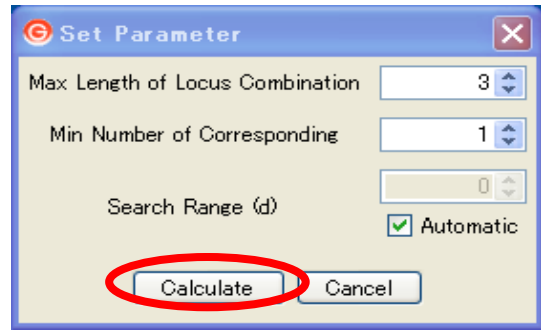 Set Parameter
Max Length of Locus Combination 3
Min Number of Corresponding 1
Search Range (d) 0
Automatic
Calculate Cancel